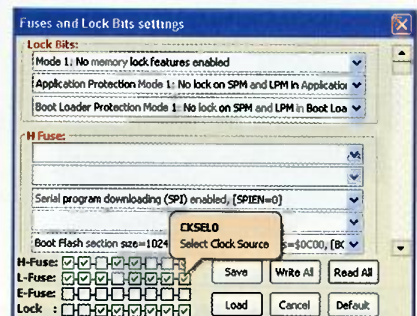 Fuses and Lock Bits settings
Lock Bits:
Mode 1: No memory lock features enabled
Application Protection Mode 1: No lock on SPM and LPM in Application
Boot Loader Protection Mode 1: No lock on SPM and LPM in Boot Loa
H Fuse:
Serial program downloading (SPI) enabled, [SPIEN=0]
CKSEL0
Select Clock Source
Boot Flash section size=1024 s=$0C00, [BO
H-Fuse:
L-Fuse:
E-Fuse:
Lock :
Save Write All Read All
Load Cancel Default